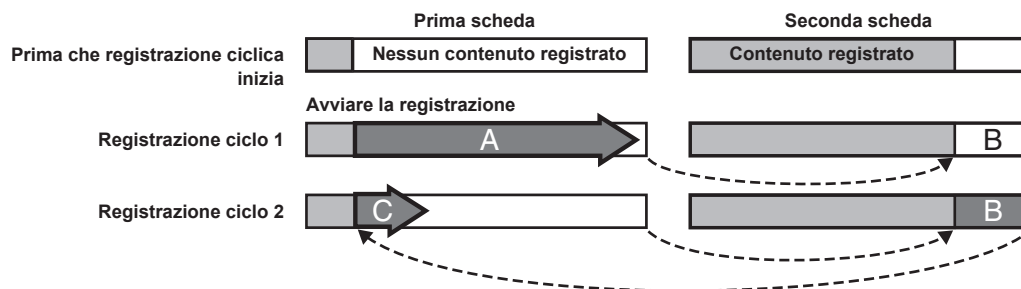 Prima scheda
Seconda scheda
Prima che registrazione ciclica
inizia
Nessun contenuto registrato
Contenuto registrato
Avviare la registrazione
Registrazione ciclo 1
A
B
Registrazione ciclo 2
C
B